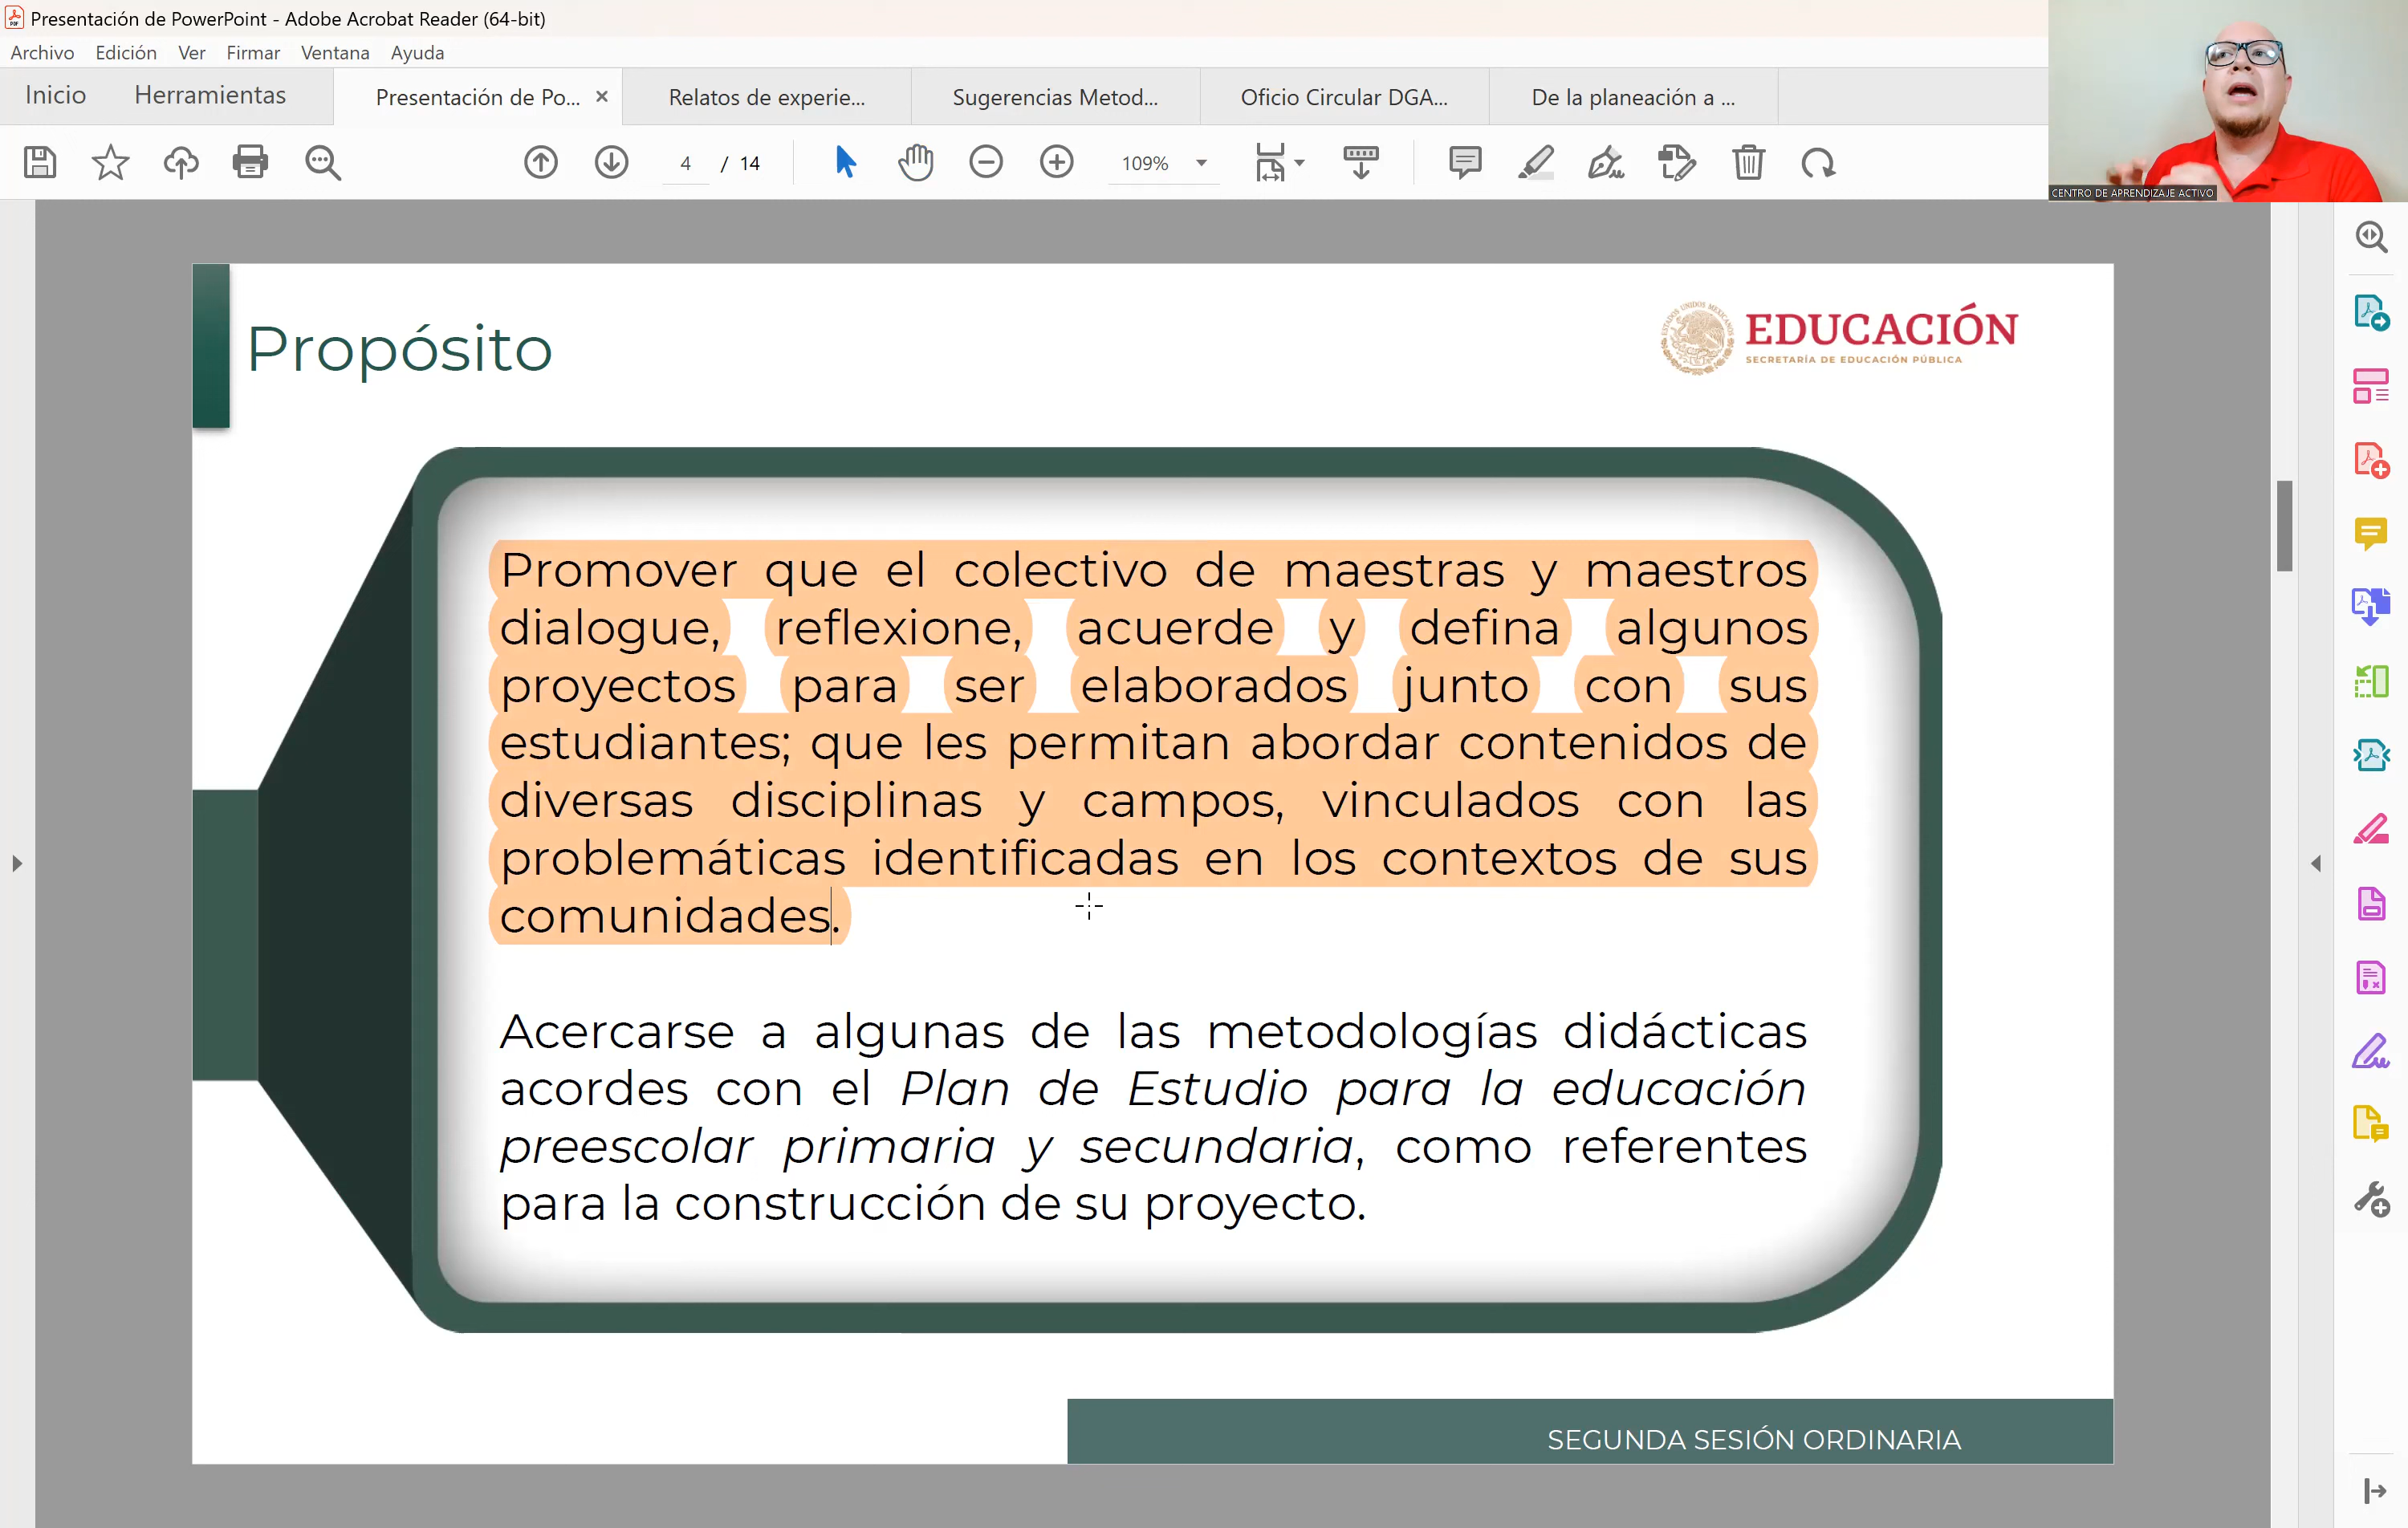 Presentación de PowerPoint - Adobe Acrobat Reader (64-bit)
Archivo Edición Ver Firmar Ventana Ayuda
Inicio Herramientas Presentación de Po... Relatos de experie... Sugerencias Metod... Oficio Circular DGA... De la planeación a ...
4 / 14 109%
CENTRO DE APRENDIZAJE ACTIVO
Propósito
ESTADOS UNIDOS MEXICANOS
EDUCACIÓN
SECRETARÍA DE EDUCACIÓN PÚBLICA
Promover que el colectivo de maestras y maestros
dialogue, reflexione, acuerde y defina algunos
proyectos para ser elaborados junto con sus
estudiantes; que les permitan abordar contenidos de
diversas disciplinas y campos, vinculados con las
problemáticas identificadas en los contextos de sus
comunidades.
Acercarse a algunas de las metodologías didácticas
acordes con el Plan de Estudio para la educación
preescolar primaria y secundaria, como referentes
para la construcción de su proyecto.
SEGUNDA SESIÓN ORDINARIA